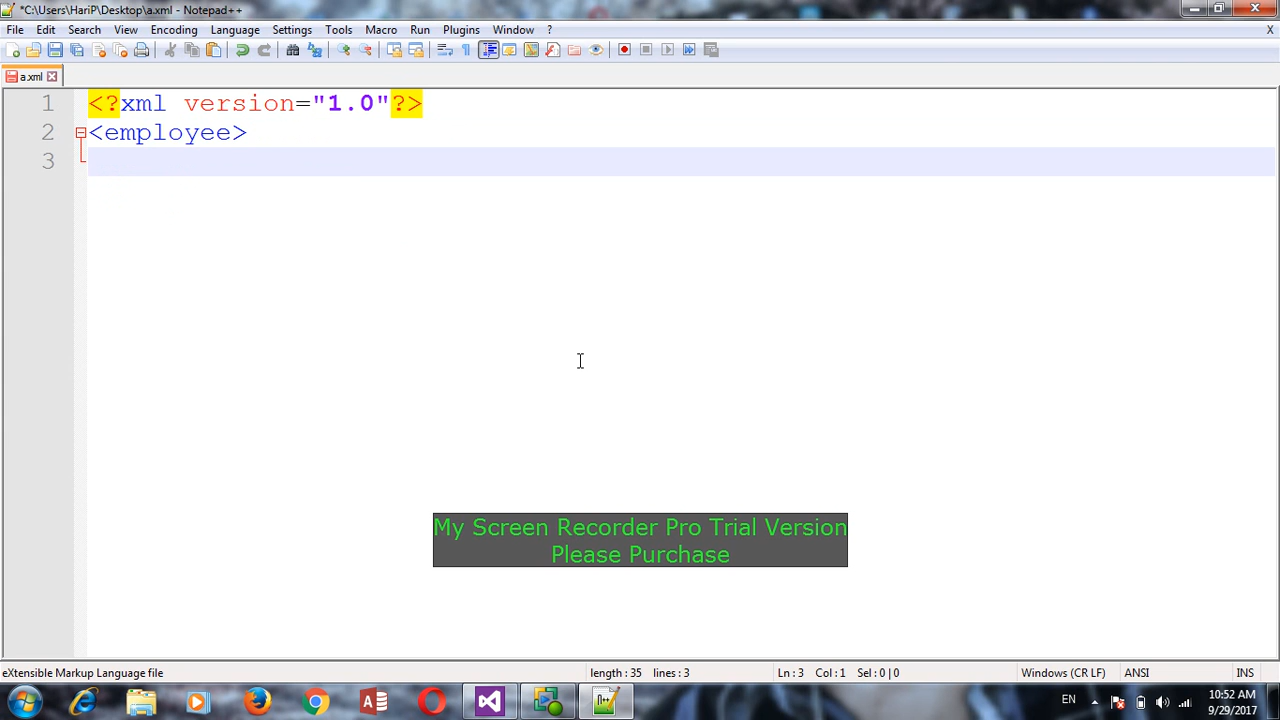 *C:\Users\HariP\Desktop\a.xml - Notepad++
File Edit Search View Encoding Language Settings Tools Macro Run Plugins Window ? X
a.xml
1 <?xml version="1.0"?>
2 <employee>
3
My Screen Recorder Pro Trial Version
Please Purchase
eXtensible Markup Language file length : 35 lines : 3 Ln : 3 Col : 1 Sel : 0 | 0 Windows (CR LF) ANSI INS
EN 10:52 AM
9/29/2017